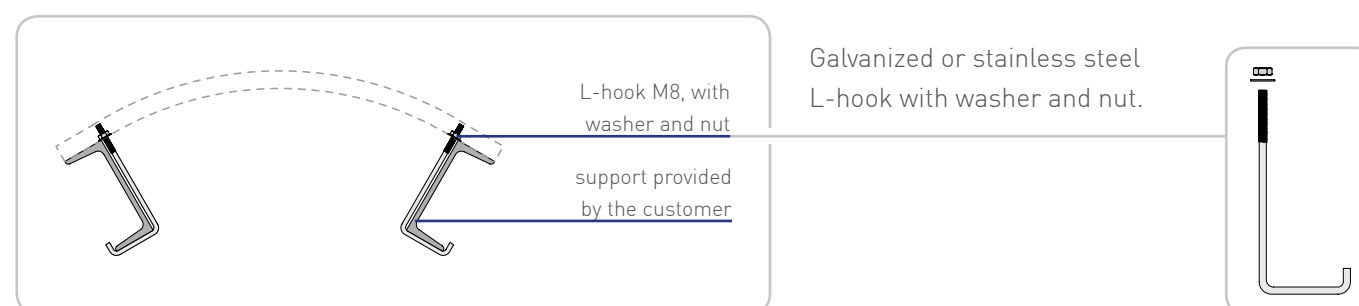 L-hook M8, with
washer and nut
support provided
by the customer
Galvanized or stainless steel
L-hook with washer and nut.